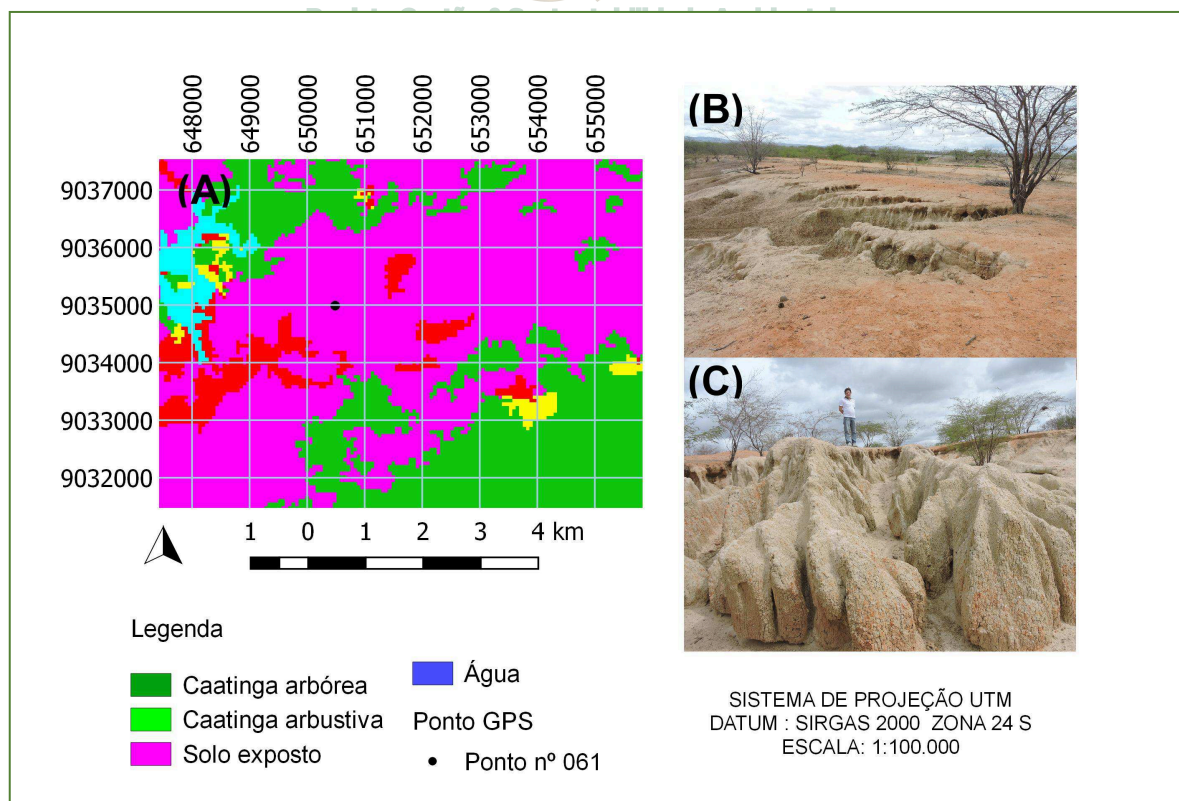 648000 649000 650000 651000 652000 653000 654000 655000
(A)
9037000
9036000
9035000
9034000
9033000
9032000
1 0 1 2 3 4 km
Legenda
Caatinga arbórea
Caatinga arbustiva
Solo exposto
Água
Ponto GPS
Ponto nº 061
(B)
(C)
SISTEMA DE PROJEÇÃO UTM
DATUM : SIRGAS 2000 ZONA 24 S
ESCALA: 1:100.000